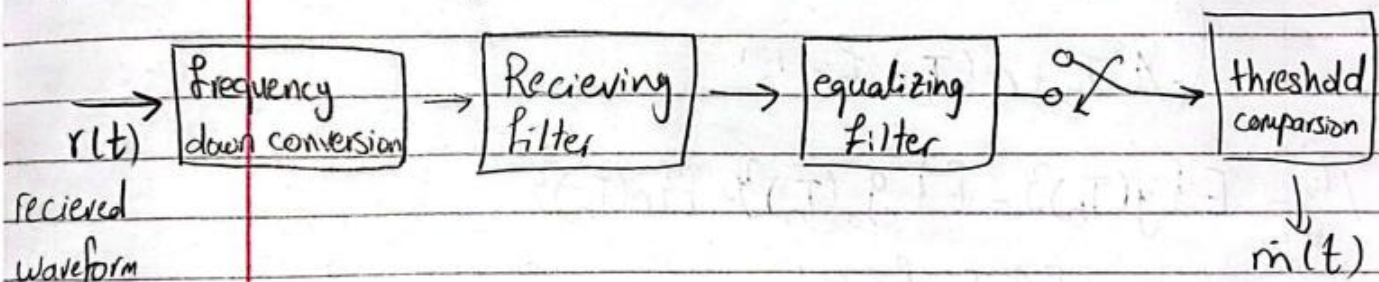 r(t)
recieved
waveform
frequency
down conversion
Recieving
filter
equalizing
filter
threshold
comparsion
ṁ(t)